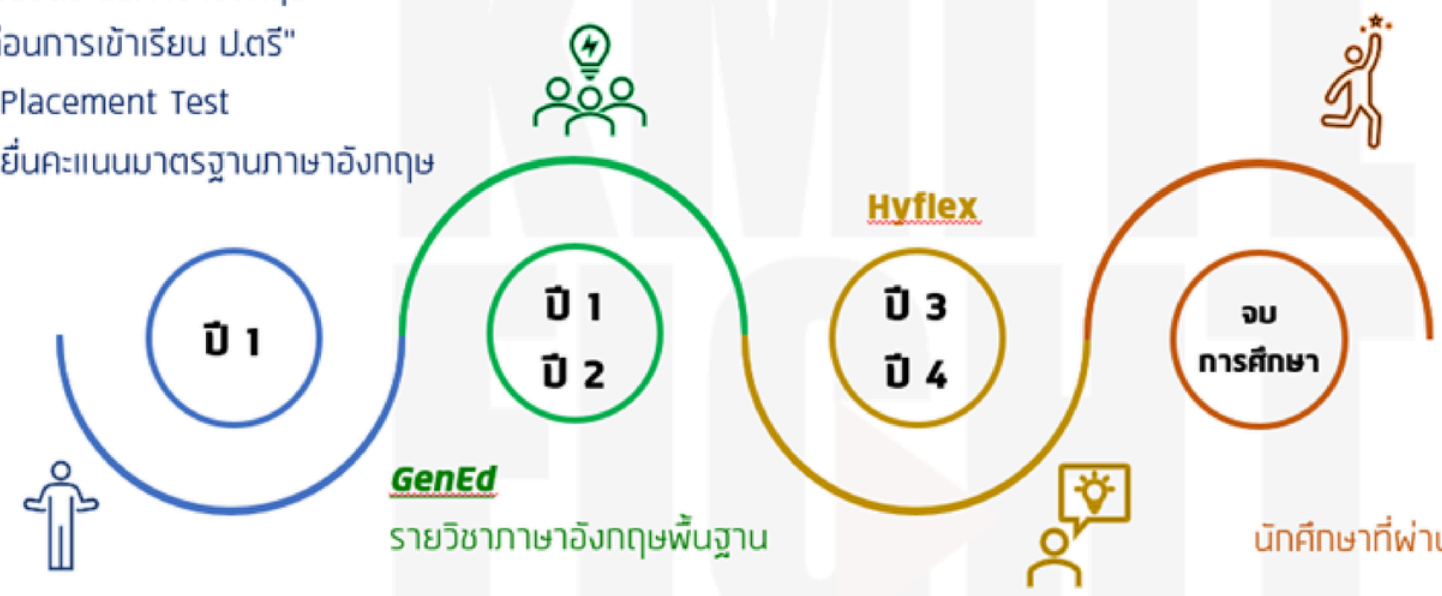 ก่อนการเข้าเรียน ป.ตรี"
Placement Test
ยื่นคะแนนมาตรฐานภาษาอังกฤษ
Hyflex
ปี 1
ปี 1
ปี 2
ปี 3
ปี 4
จบ
การศึกษา
GenEd
รายวิชาภาษาอังกฤษพื้นฐาน
นักศึกษาที่ผ่าน